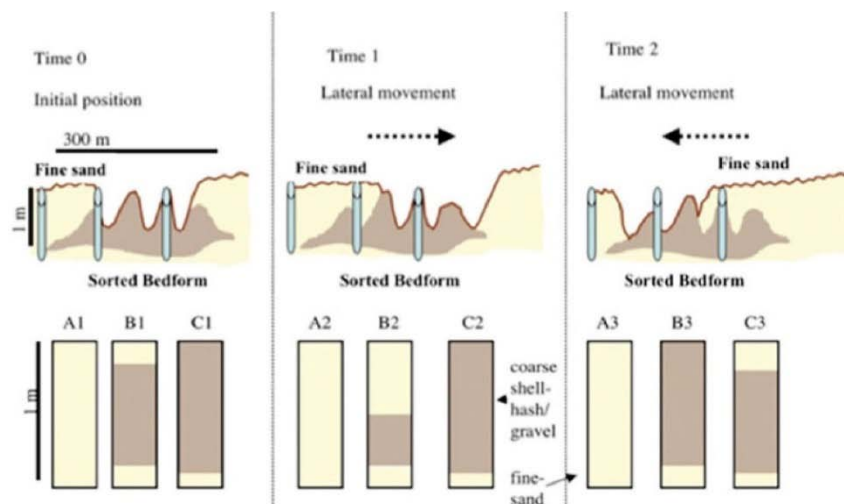 Time 0
Initial position
300 m
Fine sand
1 m
Sorted Bedform
A1 B1 C1
1m
Time 1
Lateral movement
Fine sand
Sorted Bedform
A2 B2 C2
coarse
shell-
hash/
gravel
fine-
sand
Time 2
Lateral movement
Fine sand
Sorted Bedform
A3 B3 C3